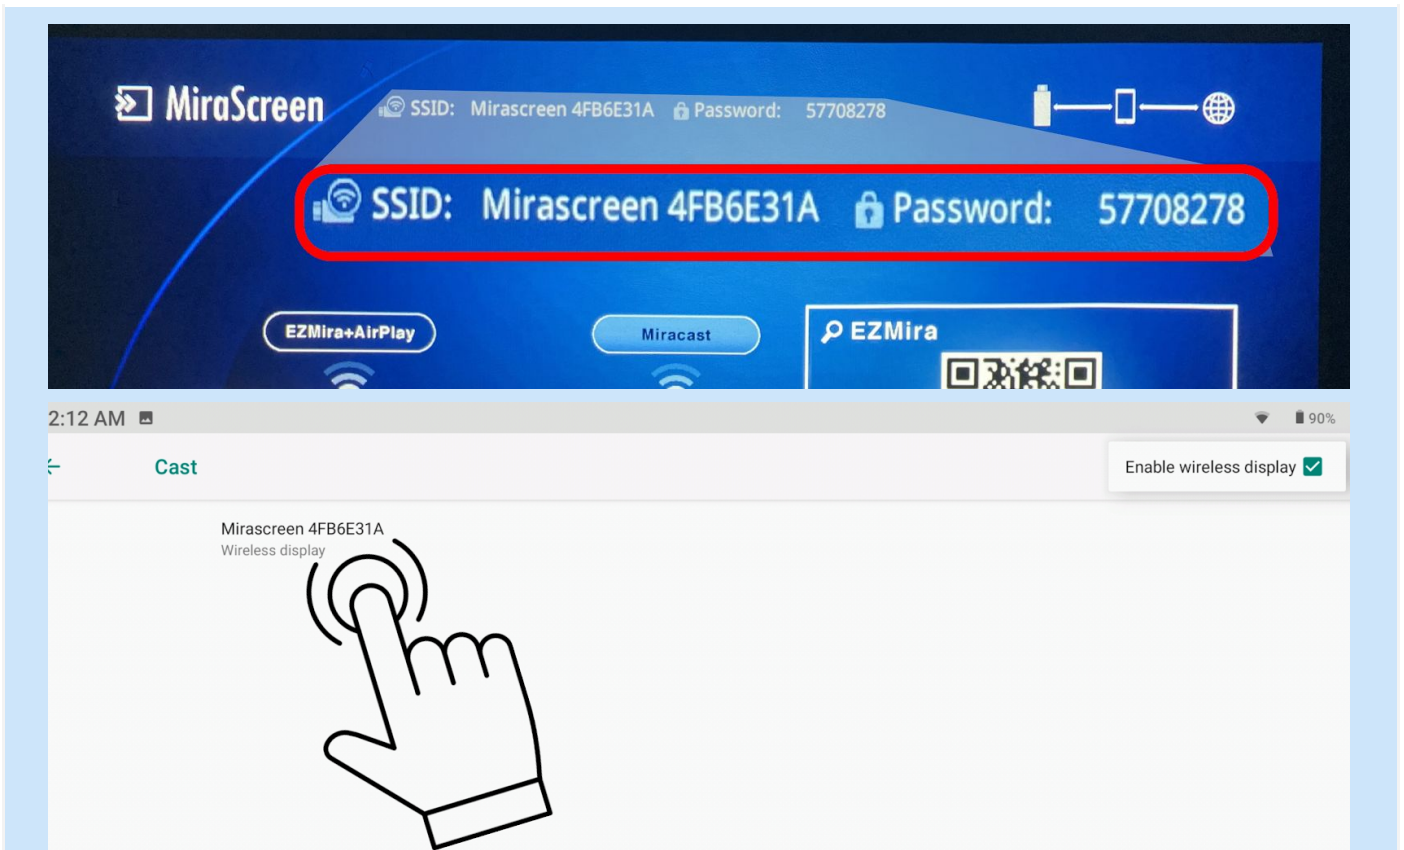 MiraScreen SSID: Mirascreen 4FB6E31A Password: 57708278
SSID: Mirascreen 4FB6E31A Password: 57708278
EZMira+AirPlay Miracast EZMira
2:12 AM 90%
Cast Enable wireless display
Mirascreen 4FB6E31A
Wireless display